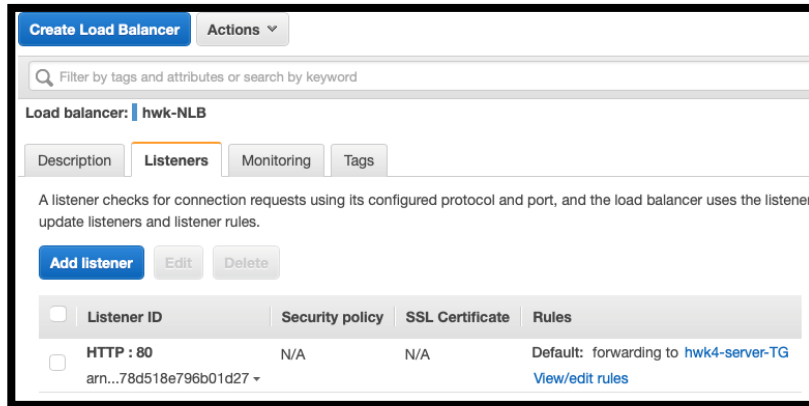 Create Load Balancer Actions
Filter by tags and attributes or search by keyword
Load balancer: hwk-NLB
Description Listeners Monitoring Tags
A listener checks for connection requests using its configured protocol and port, and the load balancer uses the listener
update listeners and listener rules.
Add listener Edit Delete
Listener ID Security policy SSL Certificate Rules
HTTP : 80 N/A N/A Default: forwarding to hwk4-server-TG
arn...78d518e796b01d27 View/edit rules